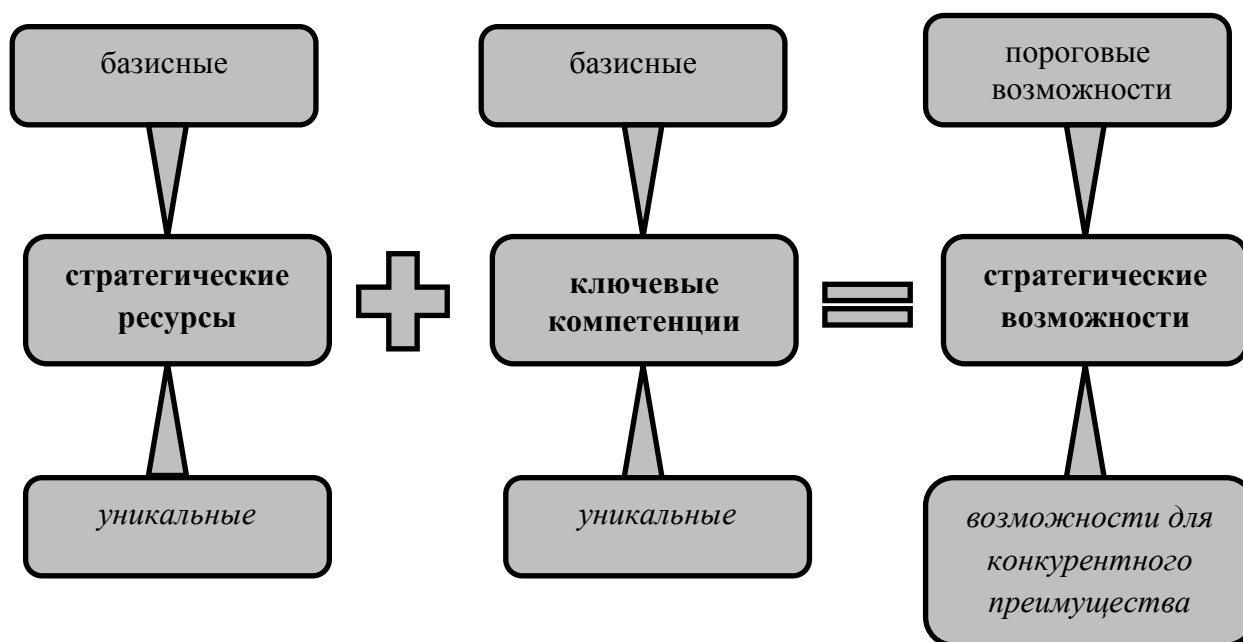 базисные
базисные
пороговые
возможности
стратегические
ресурсы
ключевые
компетенции
стратегические
возможности
уникальные
уникальные
возможности для
конкурентного
преимущества